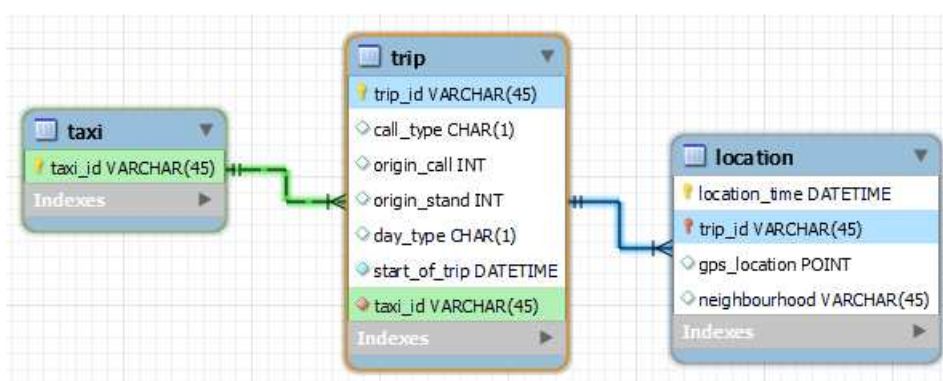 taxi
taxi_id VARCHAR(45)
Indexes
trip
trip_id VARCHAR(45)
call_type CHAR(1)
origin_call INT
origin_stand INT
day_type CHAR(1)
start_of_trip DATETIME
taxi_id VARCHAR(45)
Indexes
location
location_time DATETIME
trip_id VARCHAR(45)
gps_location POINT
neighbourhood VARCHAR(45)
Indexes